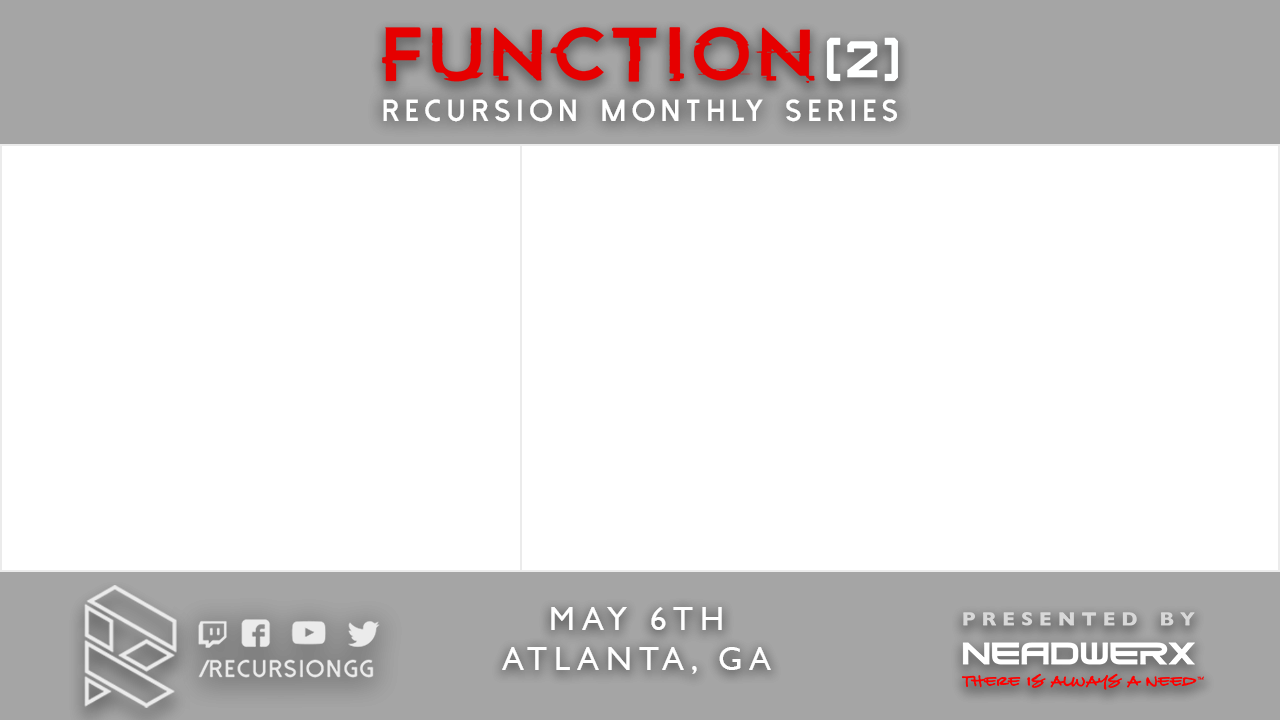 FUNCTION[2]
RECURSION MONTHLY SERIES
/RECURSIONGG
MAY 6TH
ATLANTA, GA
PRESENTED BY
NEADWERX
THERE IS ALWAYS A NEED™